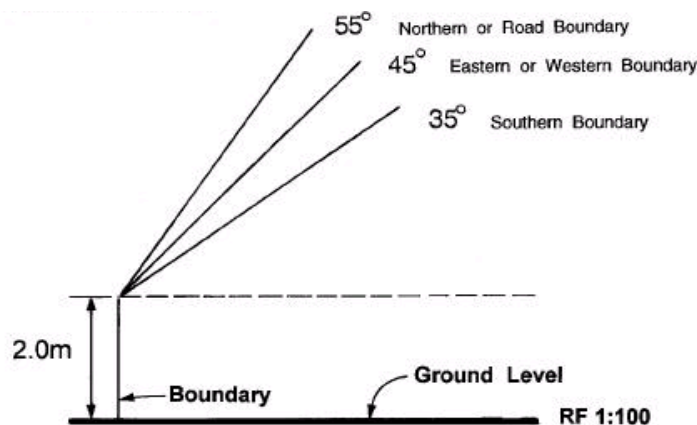 55° Northern or Road Boundary
45° Eastern or Western Boundary
35° Southern Boundary
2.0m
Ground Level
Boundary
RF 1:100